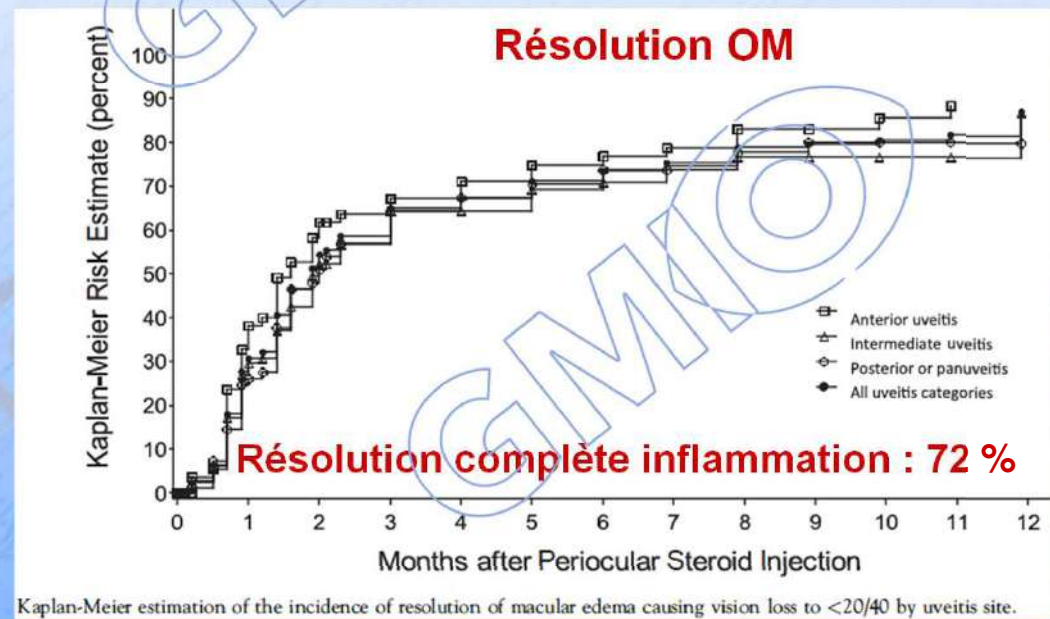 Résolution OM
Kaplan-Meier Risk Estimate (percent)
100
90
80
70
60
50
40
30
20
10
0
Anterior uveitis
Intermediate uveitis
Posterior or panuveitis
All uveitis categories
Résolution complète inflammation : 72 %
0 1 2 3 4 5 6 7 8 9 10 11 12
Months after Periocular Steroid Injection
Kaplan-Meier estimation of the incidence of resolution of macular edema causing vision loss to <20/40 by uveitis site.
GMIO